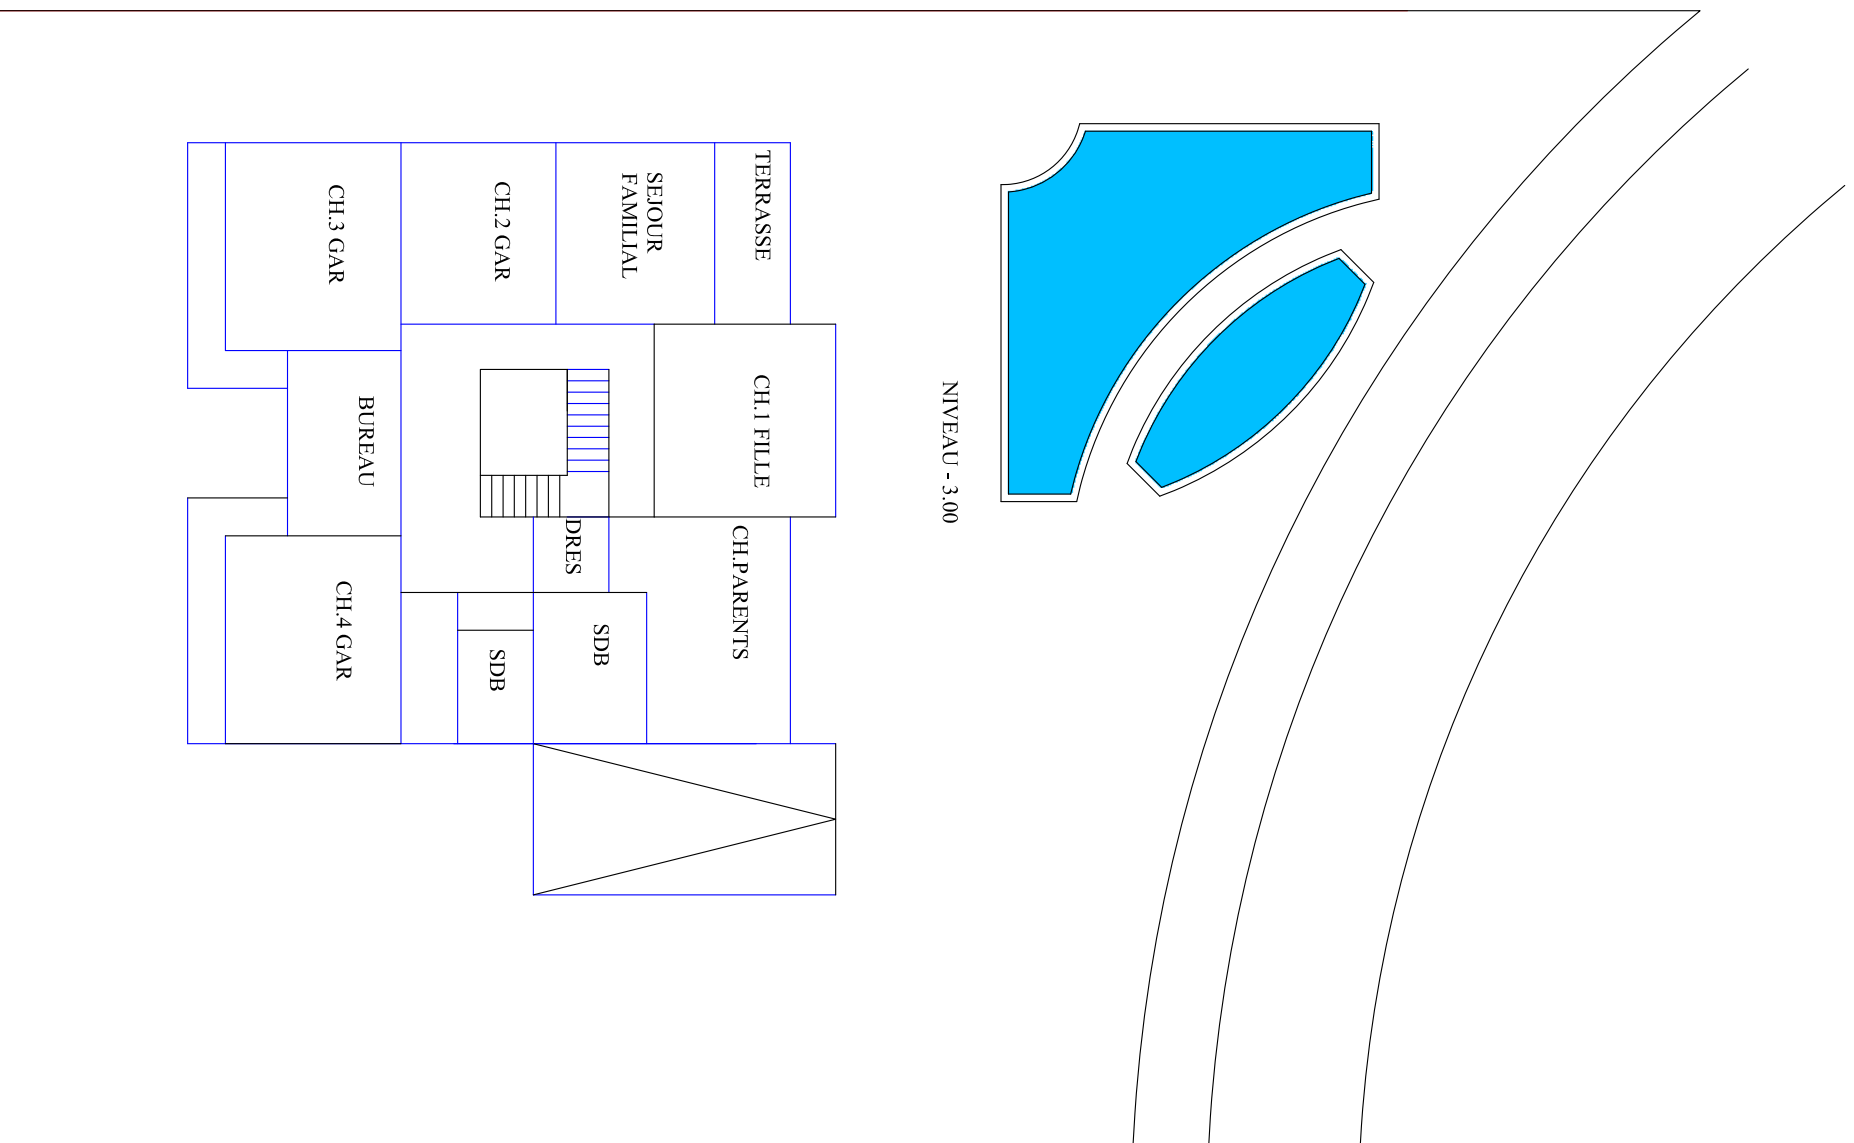 TERRASSE
SEJOUR
FAMILIAL
CH.2 GAR
CH.3 GAR
CH.1 FILLE
NIVEAU - 3.00
BUREAU
DRES
CH.PARENTS
SDB
SDB
CH.4 GAR